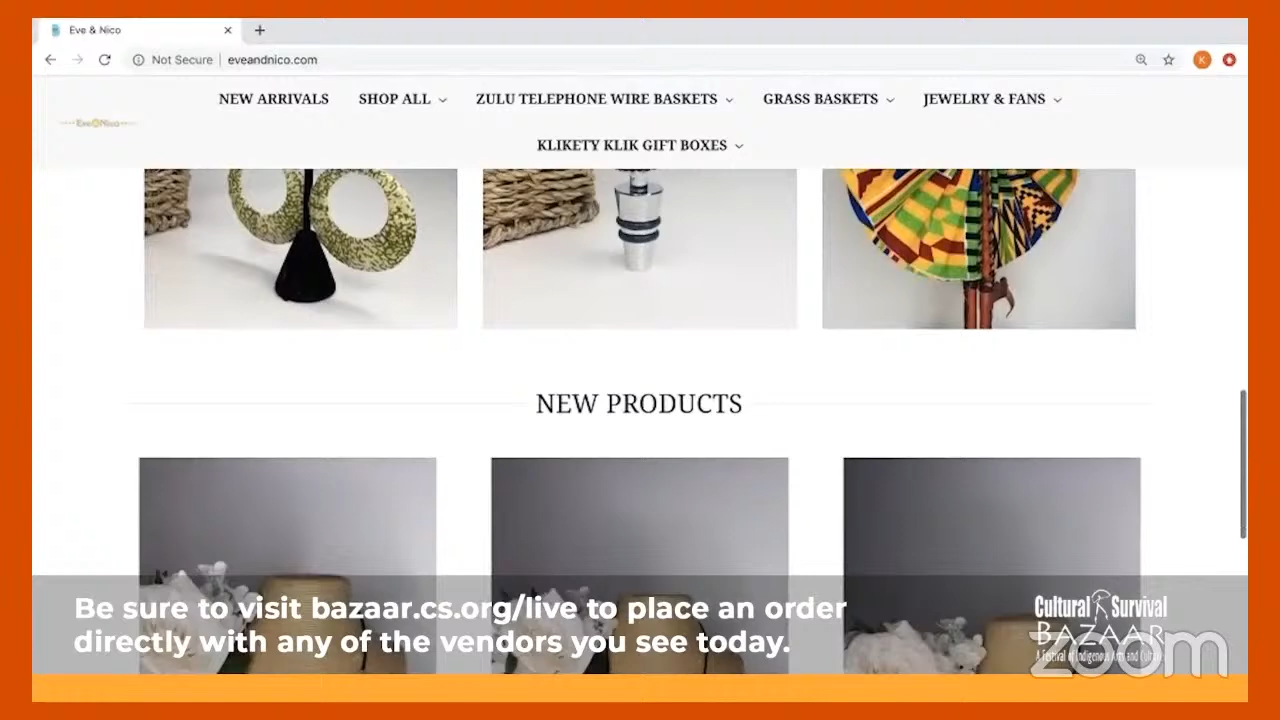 Eve & Nico
Not Secure
eveandnico.com
K
NEW ARRIVALS
SHOP ALL
ZULU TELEPHONE WIRE BASKETS
GRASS BASKETS
JEWELRY & FANS
Eve Nico
KLIKETY KLIK GIFT BOXES
NEW PRODUCTS
Be sure to visit bazaar.cs.org/live to place an order
directly with any of the vendors you see today.
Cultural Survival
BAZAAR
A Festival of Indigenous Arts and
zoom